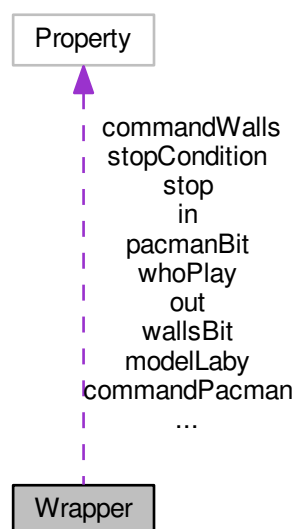 Property
commandWalls
stopCondition
stop
in
pacmanBit
whoPlay
out
wallsBit
modelLaby
commandPacman
...
Wrapper